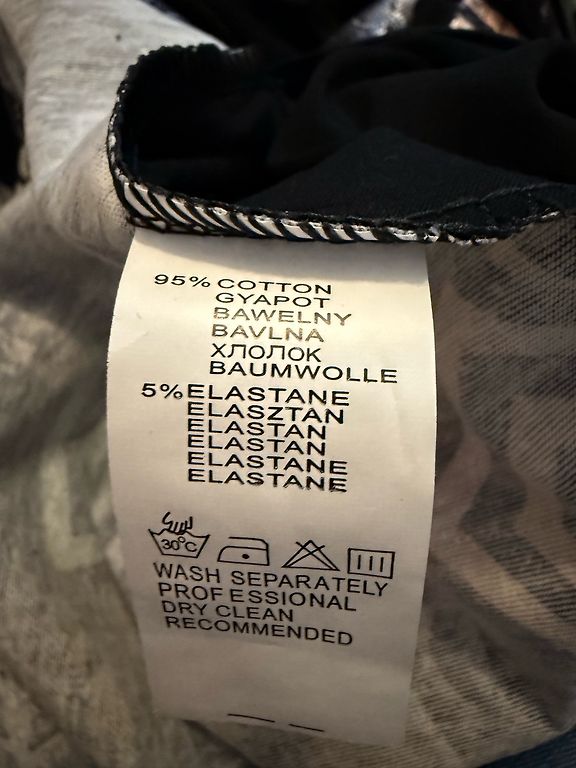 95% COTTON
GYAPOT
BAWELNY
BAVLNA
ХЛОЛОК
BAUMWOLLE
5% ELASTANE
ELASZTAN
ELASTAN
ELASTAN
ELASTANE
ELASTANE
30°C
WASH SEPARATELY
PROFESSIONAL
DRY CLEAN
RECOMMENDED